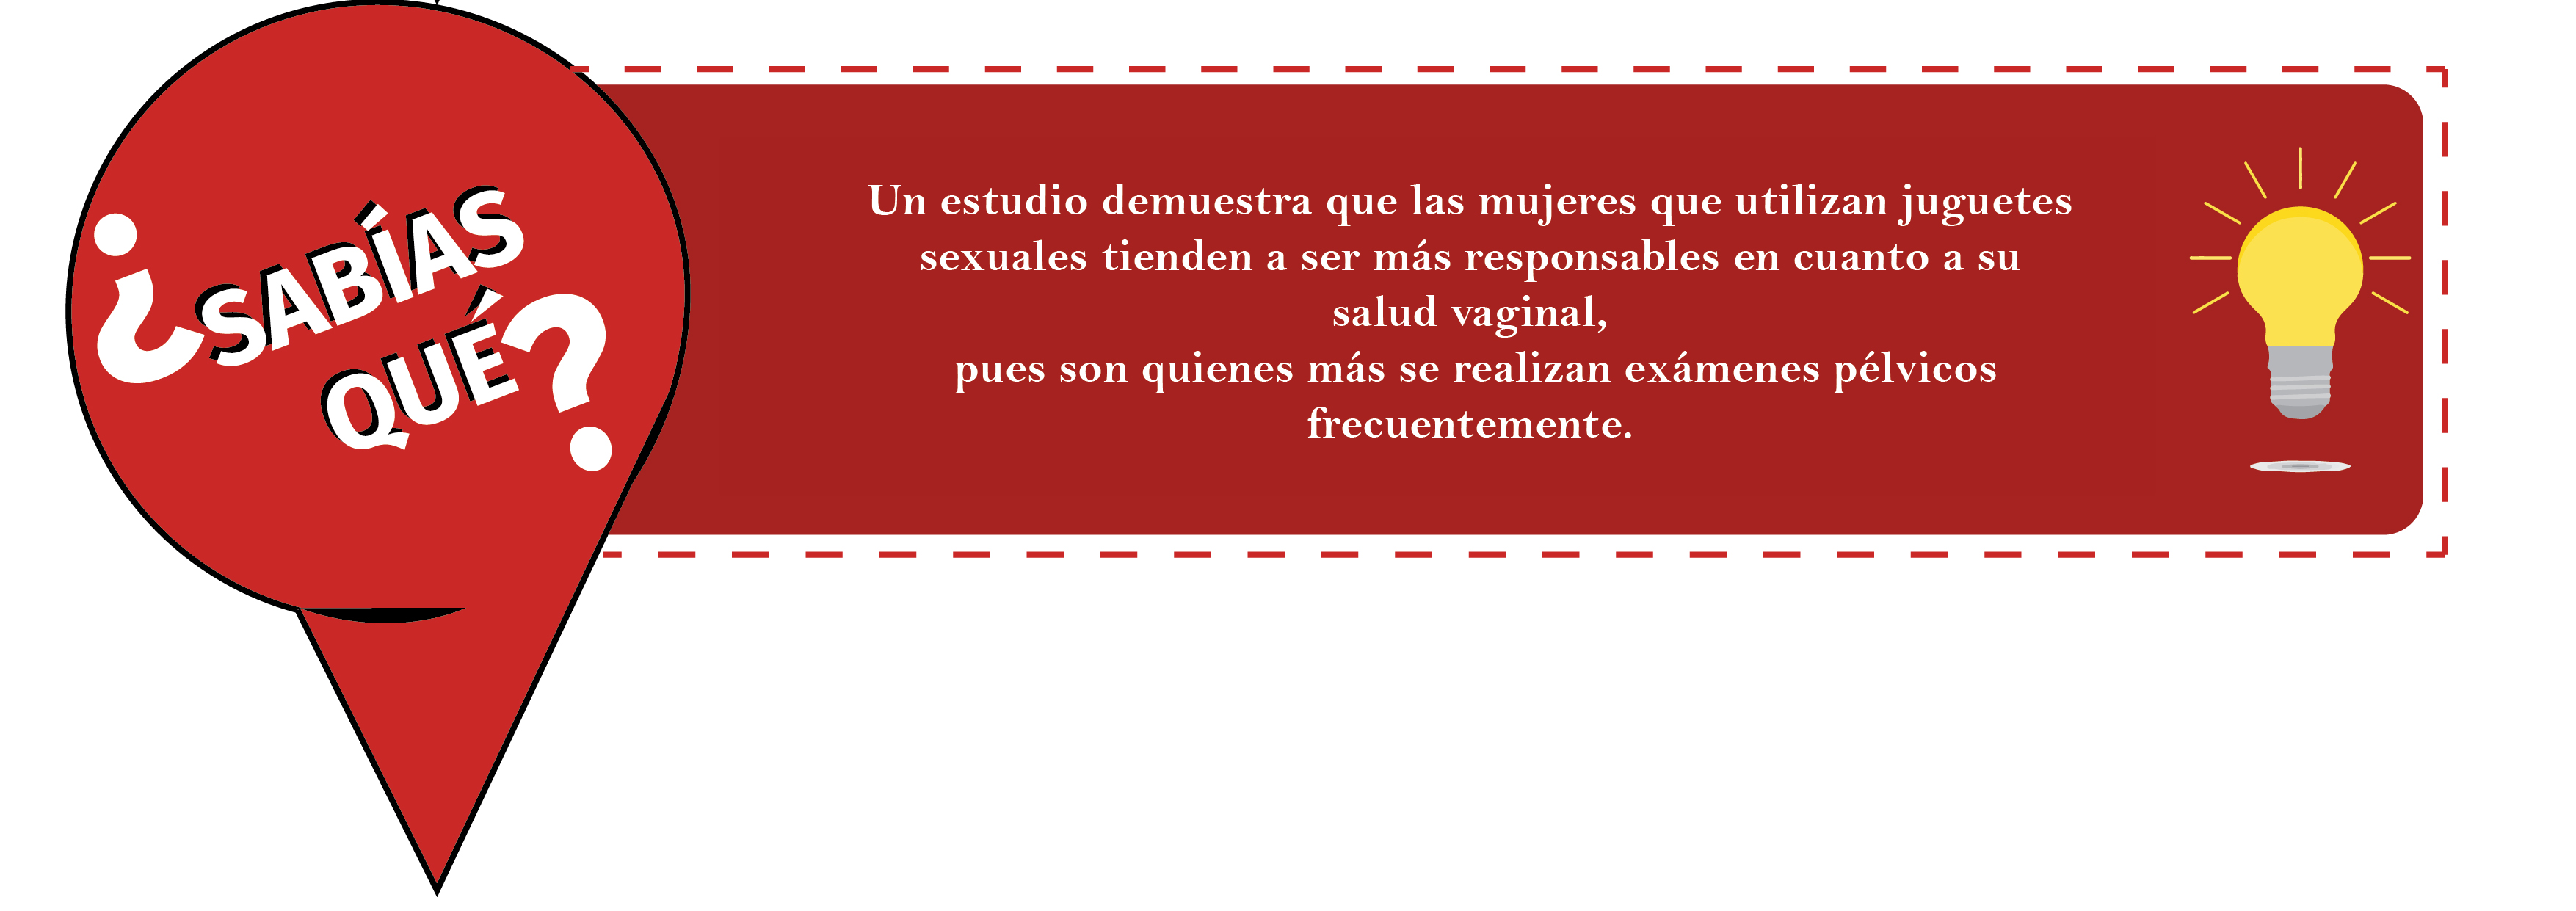 ¿SABÍAS
QUÉ?
Un estudio demuestra que las mujeres que utilizan juguetes
sexuales tienden a ser más responsables en cuanto a su
salud vaginal,
pues son quienes más se realizan exámenes pélvicos
frecuentemente.